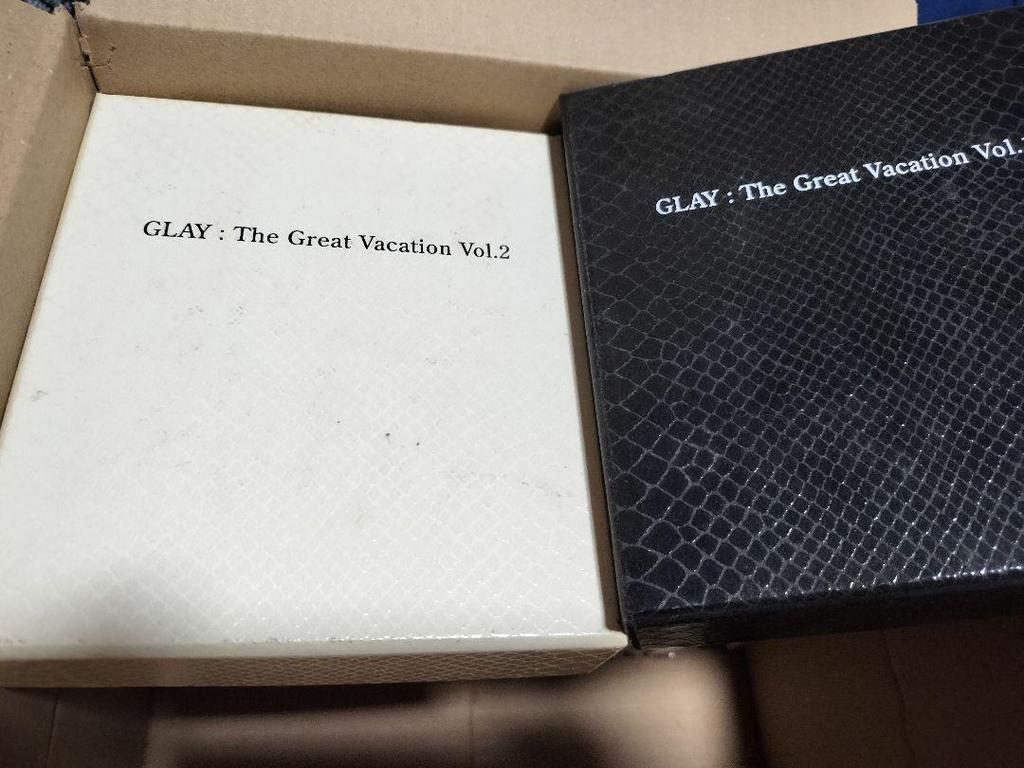 GLAY : The Great Vacation Vol.2
GLAY : The Great Vacation Vol.